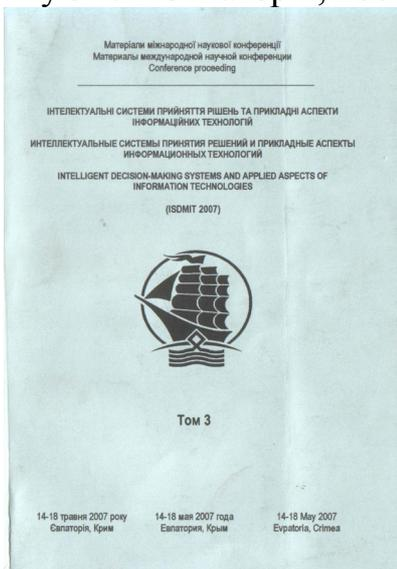 Матеріали міжнародної наукової конференції
Материалы международной научной конференции
Conference proceeding
ІНТЕЛЕКТУАЛЬНІ СИСТЕМИ ПРИЙНЯТТЯ РІШЕНЬ ТА ПРИКЛАДНІ АСПЕКТИ
ІНФОРМАЦІЙНИХ ТЕХНОЛОГІЙ
ИНТЕЛЛЕКТУАЛЬНЫЕ СИСТЕМЫ ПРИНЯТИЯ РЕШЕНИЙ И ПРИКЛАДНЫЕ АСПЕКТЫ
ИНФОРМАЦИОННЫХ ТЕХНОЛОГИЙ
INTELLIGENT DECISION-MAKING SYSTEMS AND APPLIED ASPECTS OF
INFORMATION TECHNOLOGIES
(ISDMIT 2007)
Том 3
14-18 травня 2007 року 14-18 мая 2007 года 14-18 May 2007
Євпаторія, Крим Евпатория, Крым Evpatoria, Crimea